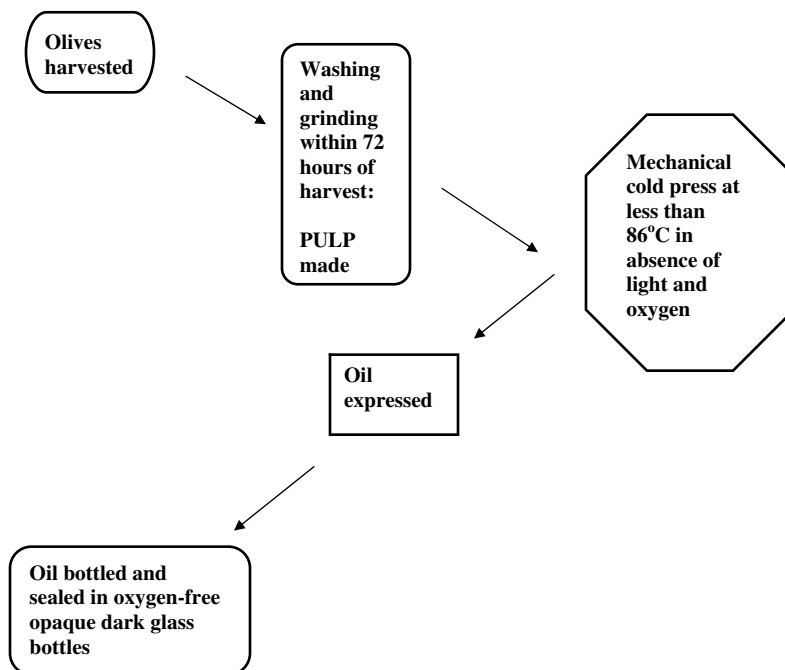 Olives
harvested
Washing
and
grinding
within 72
hours of
harvest:
PULP
made
Mechanical
cold press at
less than
86°C in
absence of
light and
oxygen
Oil
expressed
Oil bottled and
sealed in oxygen-free
opaque dark glass
bottles